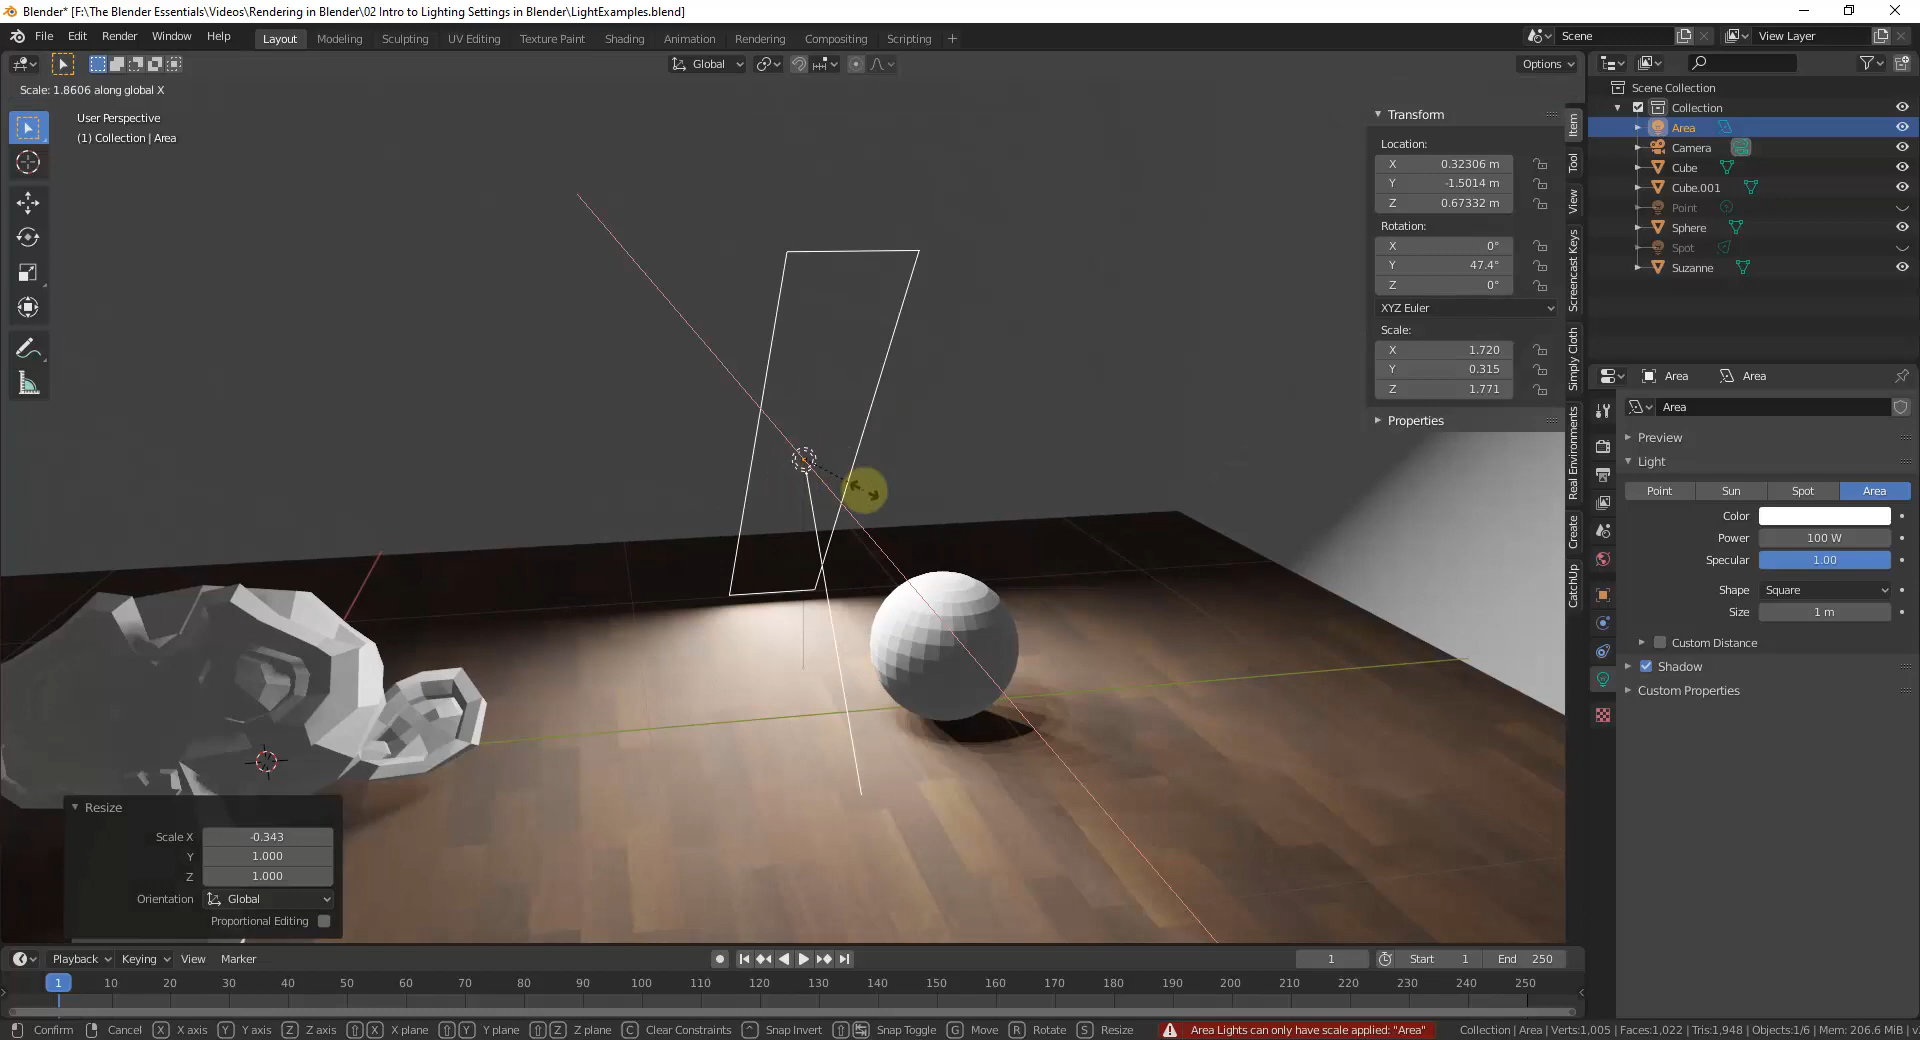 Blender* [F:\The Blender Essentials\Videos\Rendering in Blender\02 Intro to Lighting Settings in Blender\LightExamples.blend]
File Edit Render Window Help Layout Modeling Sculpting UV Editing Texture Paint Shading Animation Rendering Compositing Scripting + Scene View Layer
Global Options
Scale: 1.8606 along global X
User Perspective
(1) Collection | Area
Transform
Location:
X 0.32306 m
Y -1.5014 m
Z 0.67332 m
Rotation:
X 0°
Y 47.4°
Z 0°
XYZ Euler
Scale:
X 1.720
Y 0.315
Z 1.771
Properties
Item
Tool
View
Screencast Keys
Simply Cloth
Real Environments
Create
CatchUp
Scene Collection
Collection
Area
Camera
Cube
Cube.001
Point
Sphere
Spot
Suzanne
Area Area
Area
Preview
Light
Point Sun Spot Area
Color
Power 100 W
Specular 1.00
Shape Square
Size 1 m
Custom Distance
Shadow
Custom Properties
Resize
Scale X -0.343
Y 1.000
Z 1.000
Orientation Global
Proportional Editing
Playback Keying View Marker 1 Start 1 End 250
1 10 20 30 40 50 60 70 80 90 100 110 120 130 140 150 160 170 180 190 200 210 220 230 240 250
Confirm Cancel X X axis Y Y axis Z Z axis X X plane Y Y plane Z Z plane C Clear Constraints Snap Invert Snap Toggle G Move R Rotate S Resize Area Lights can only have scale applied: "Area" Collection | Area | Verts:1,005 | Faces:1,022 | Tris:1,948 | Objects:1/6 | Mem: 206.6 MiB | v